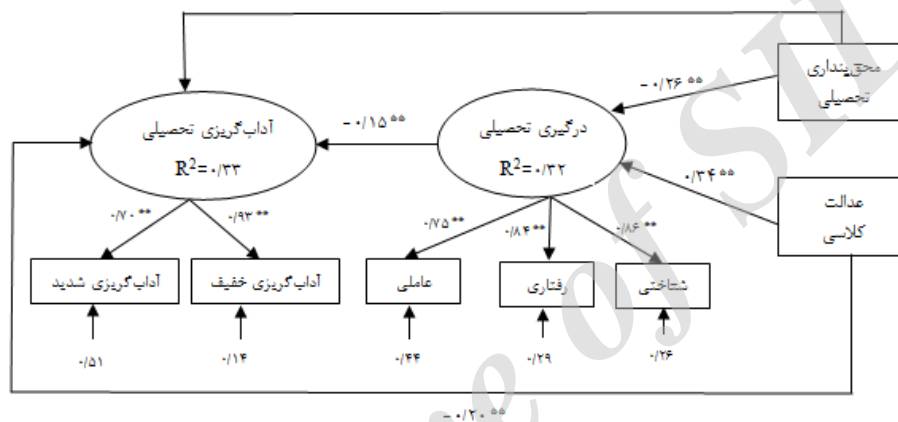 محق‌پنداری
تحصیلی
- ۰/۲۶ **
آداب‌گریزی تحصیلی
R²=۰/۳۳
- ۰/۱۵ **
درگیری تحصیلی
R²=۰/۳۲
۰/۳۴ **
عدالت
کلاسی
۰/۷۰ **
۰/۹۳ **
۰/۷۵ **
۰/۸۴ **
۰/۸۶ **
شناختی
رفتاری
عاملی
آداب‌گریزی خفیف
آداب‌گریزی شدید
۰/۲۶
۰/۲۹
۰/۴۴
۰/۱۴
۰/۵۱
- ۰/۲۰ **